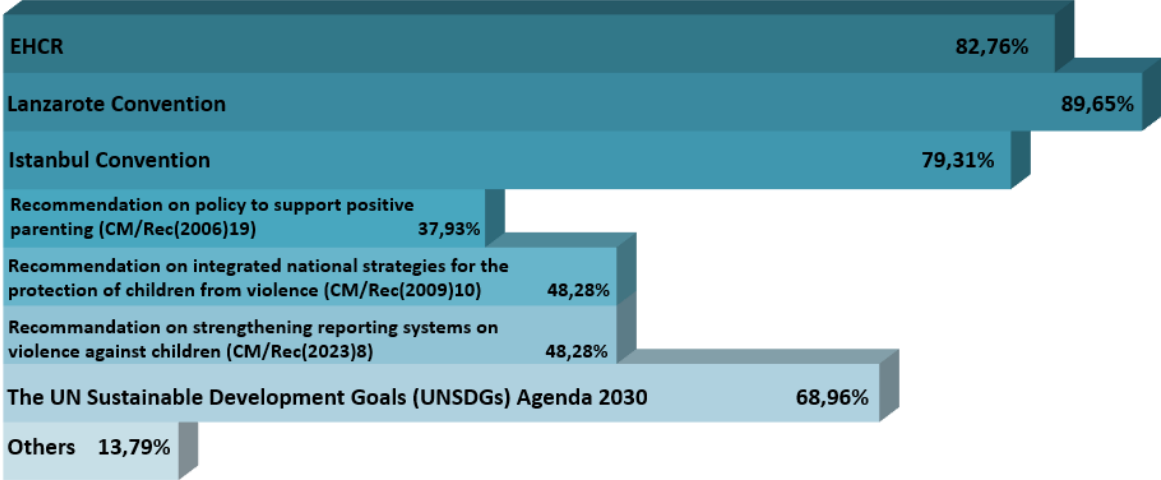 EHCR 82,76%
Lanzarote Convention 89,65%
Istanbul Convention 79,31%
Recommendation on policy to support positive
parenting (CM/Rec(2006)19) 37,93%
Recommendation on integrated national strategies for the
protection of children from violence (CM/Rec(2009)10) 48,28%
Recommandation on strengthening reporting systems on
violence against children (CM/Rec(2023)8) 48,28%
The UN Sustainable Development Goals (UNSDGs) Agenda 2030 68,96%
Others 13,79%